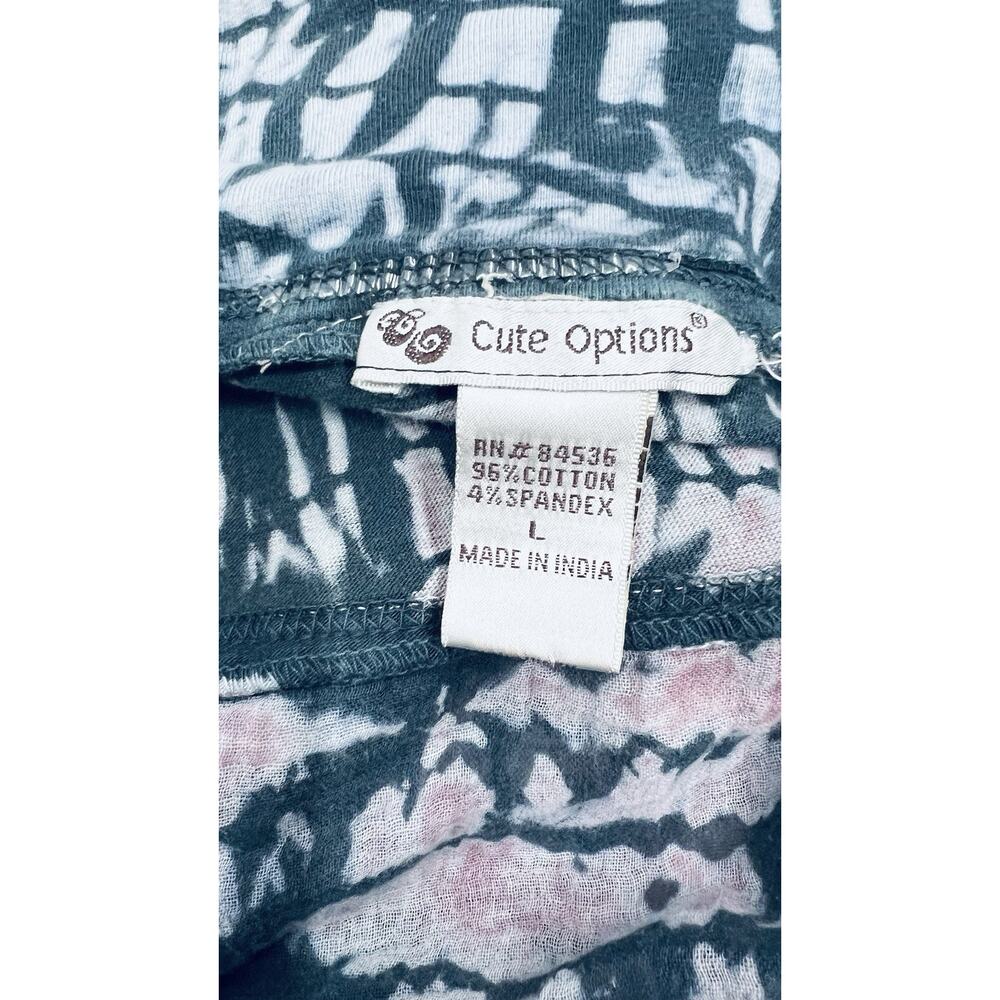 Cute Options®
RN# 84536
96%COTTON
4%SPANDEX
L
MADE IN INDIA